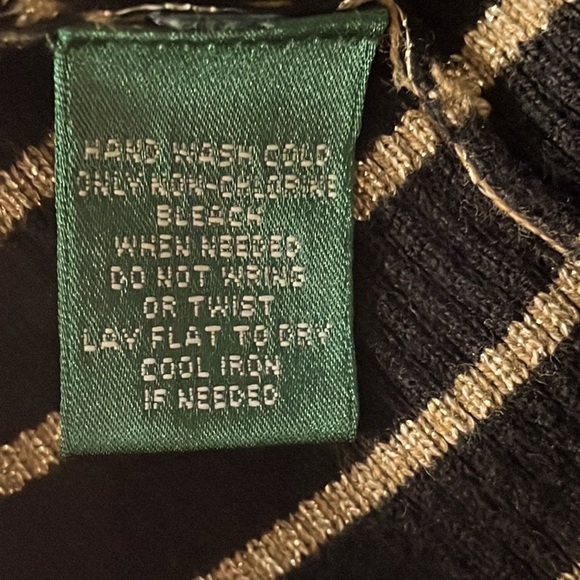 HAND WASH COLD
ONLY NON-CHLORINE
BLEACH
WHEN NEEDED
DO NOT WRING
OR TWIST
LAY FLAT TO DRY
COOL IRON
IF NEEDED